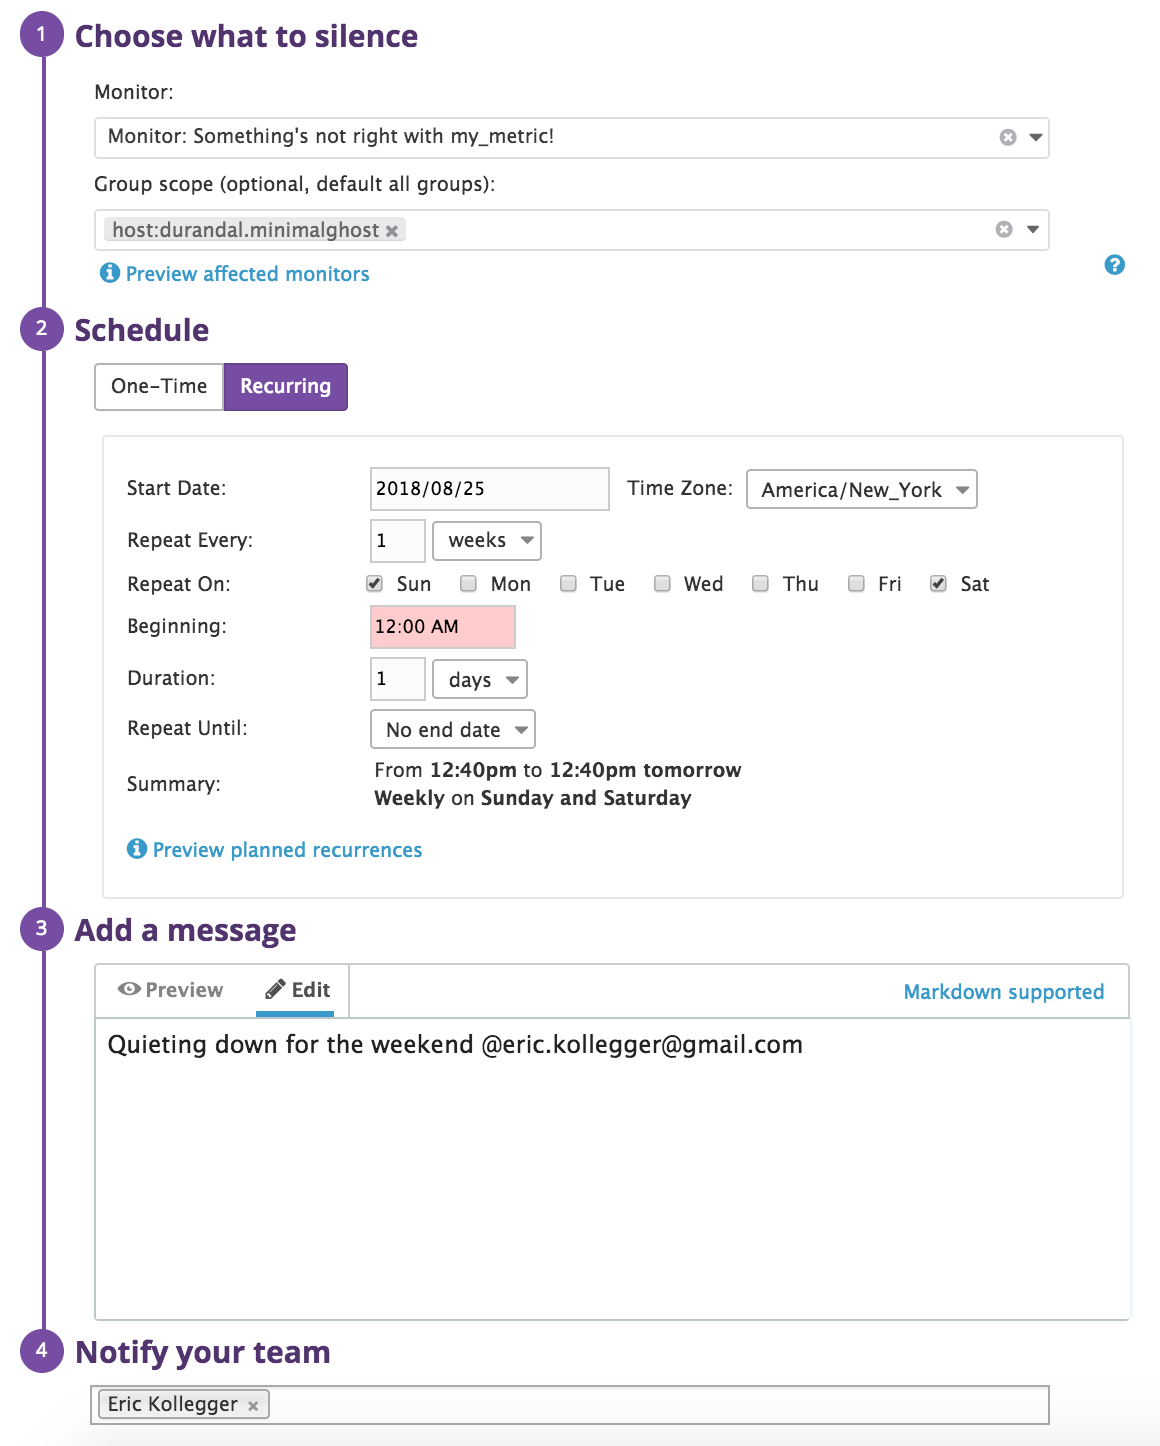 1 Choose what to silence
Monitor:
Monitor: Something's not right with my_metric!
Group scope (optional, default all groups):
host:durandal.minimalghost ×
Preview affected monitors
?
2 Schedule
One-Time Recurring
Start Date: 2018/08/25 Time Zone: America/New_York
Repeat Every: 1 weeks
Repeat On: Sun Mon Tue Wed Thu Fri Sat
Beginning: 12:00 AM
Duration: 1 days
Repeat Until: No end date
Summary: From 12:40pm to 12:40pm tomorrow
Weekly on Sunday and Saturday
Preview planned recurrences
3 Add a message
Preview Edit Markdown supported
Quieting down for the weekend @eric.kollegger@gmail.com
4 Notify your team
Eric Kollegger ×